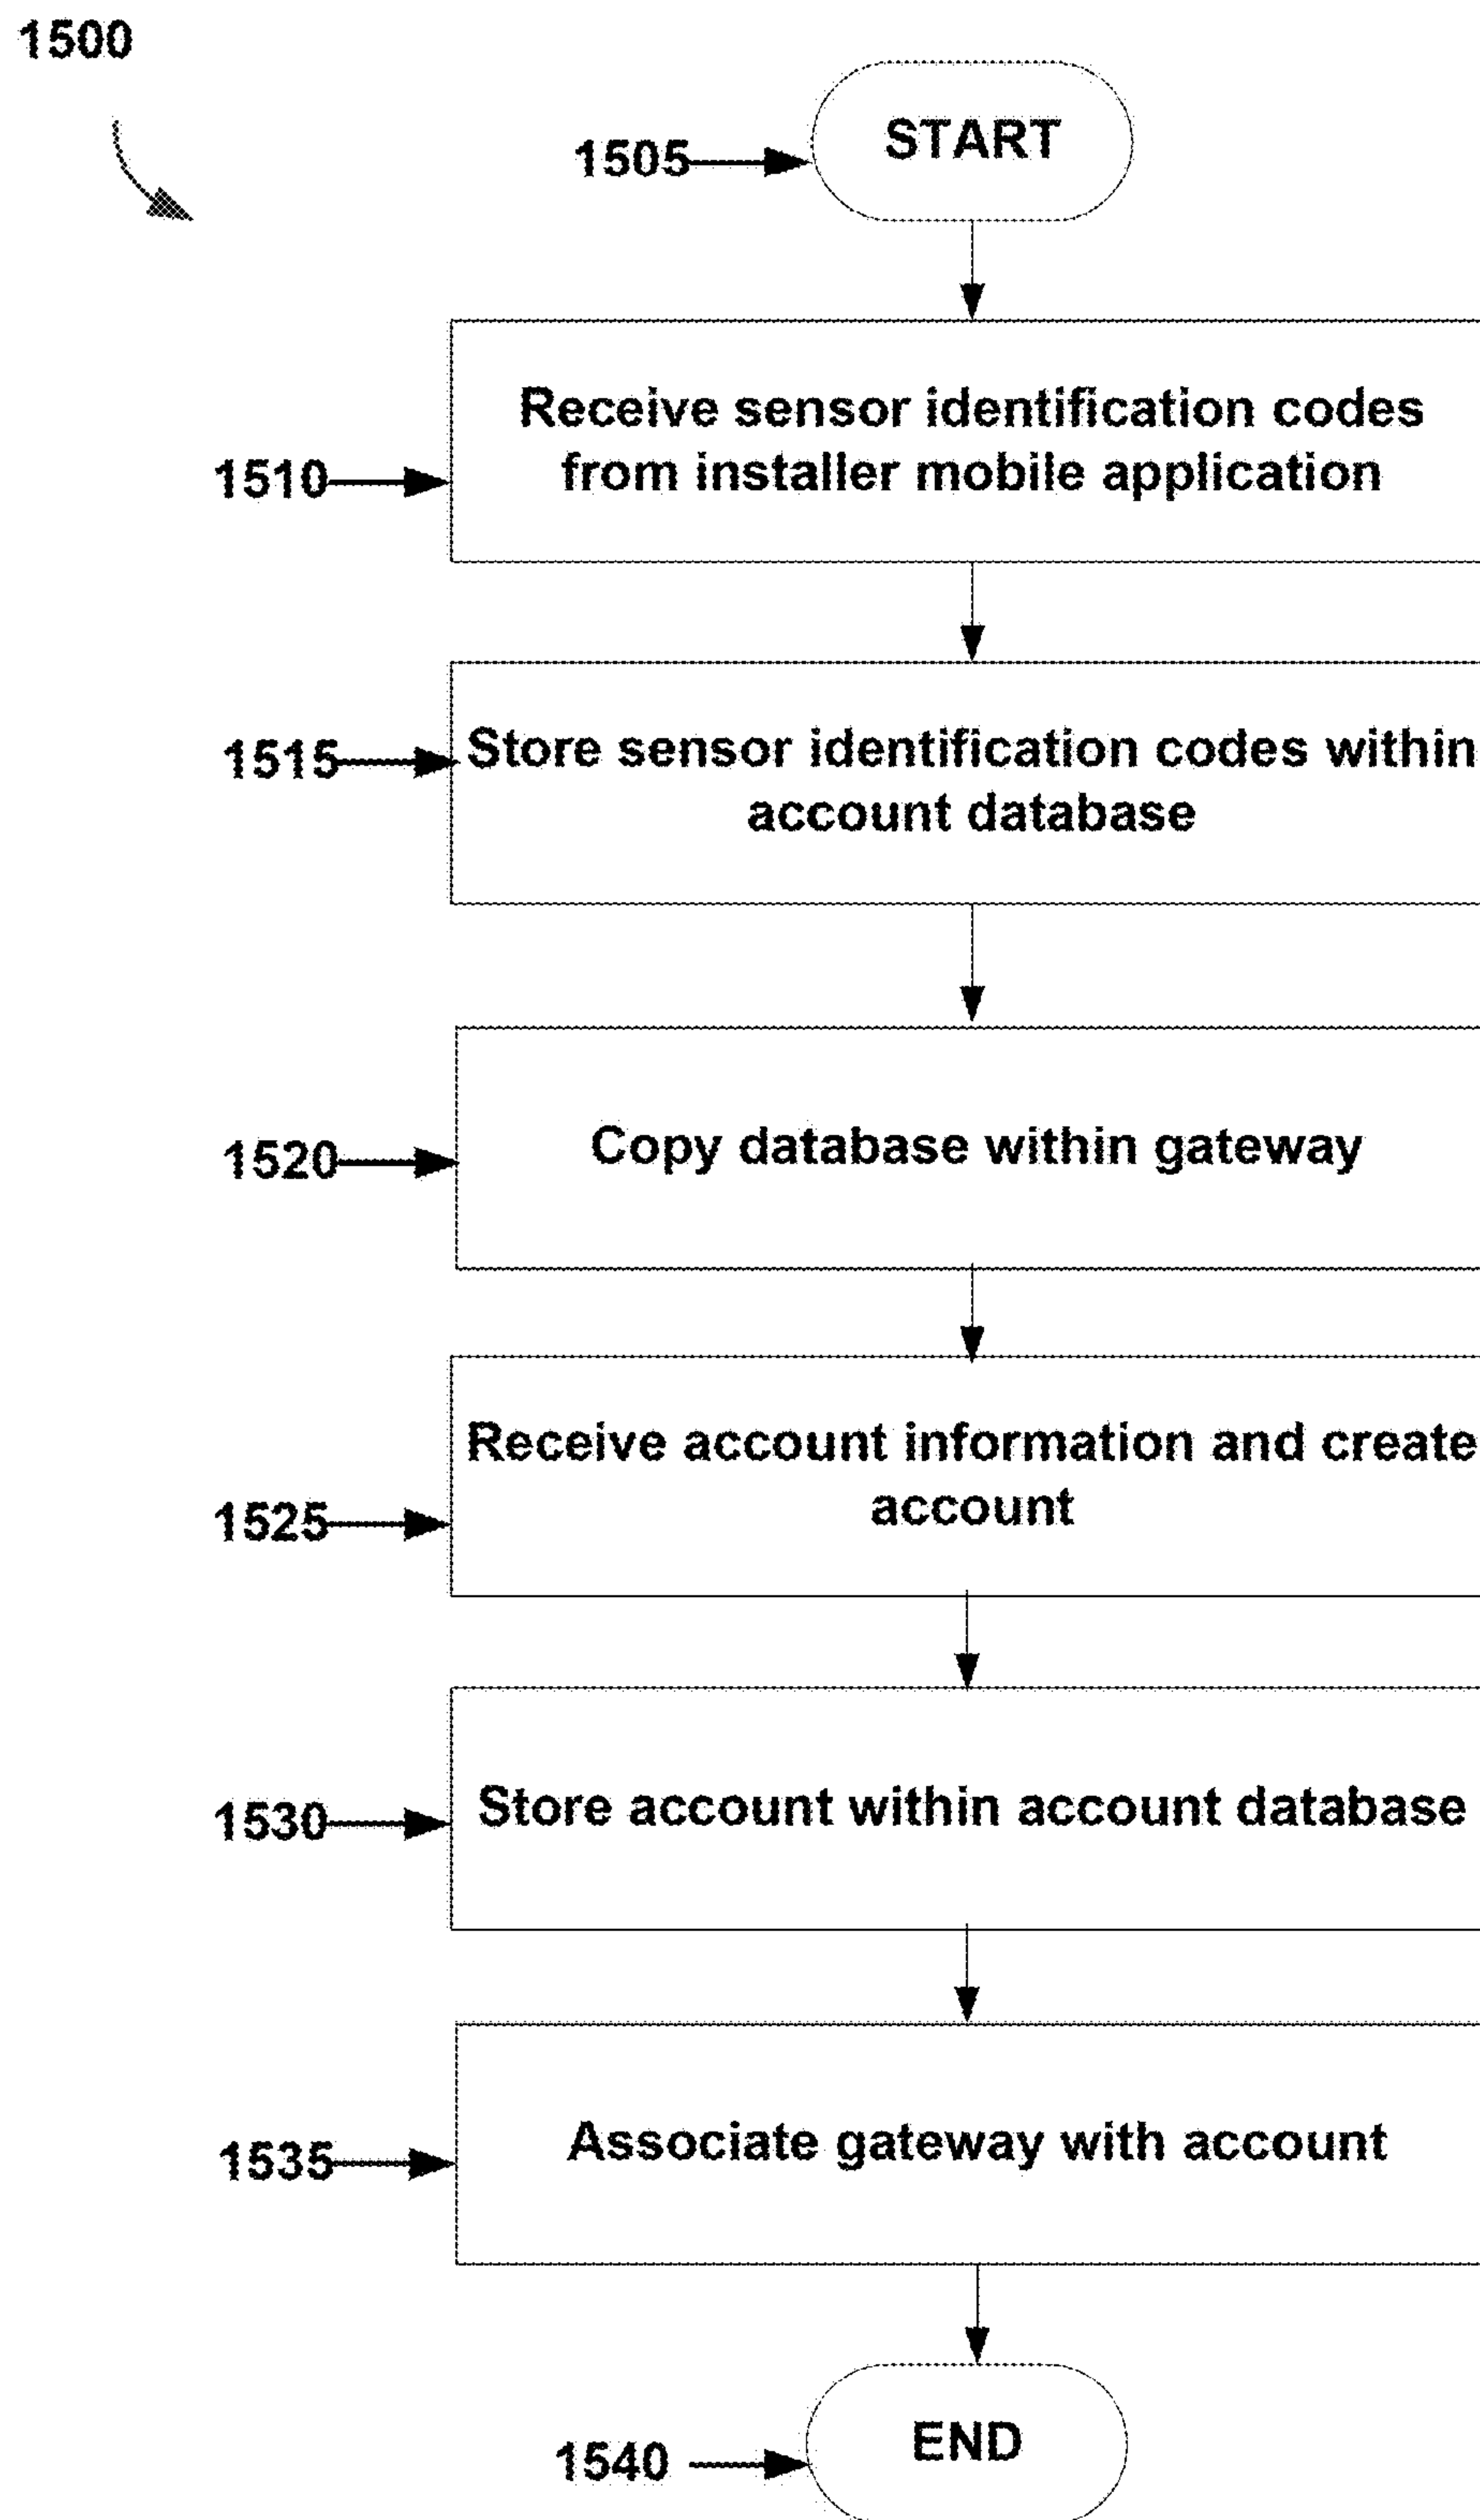 1500
START
1505
Receive sensor identification codes
from installer mobile application
1510
Store sensor identification codes within
account database
1515
Copy database within gateway
1520
Receive account information and create
account
1525
Store account within account database
1530
Associate gateway with account
1535
END
1540